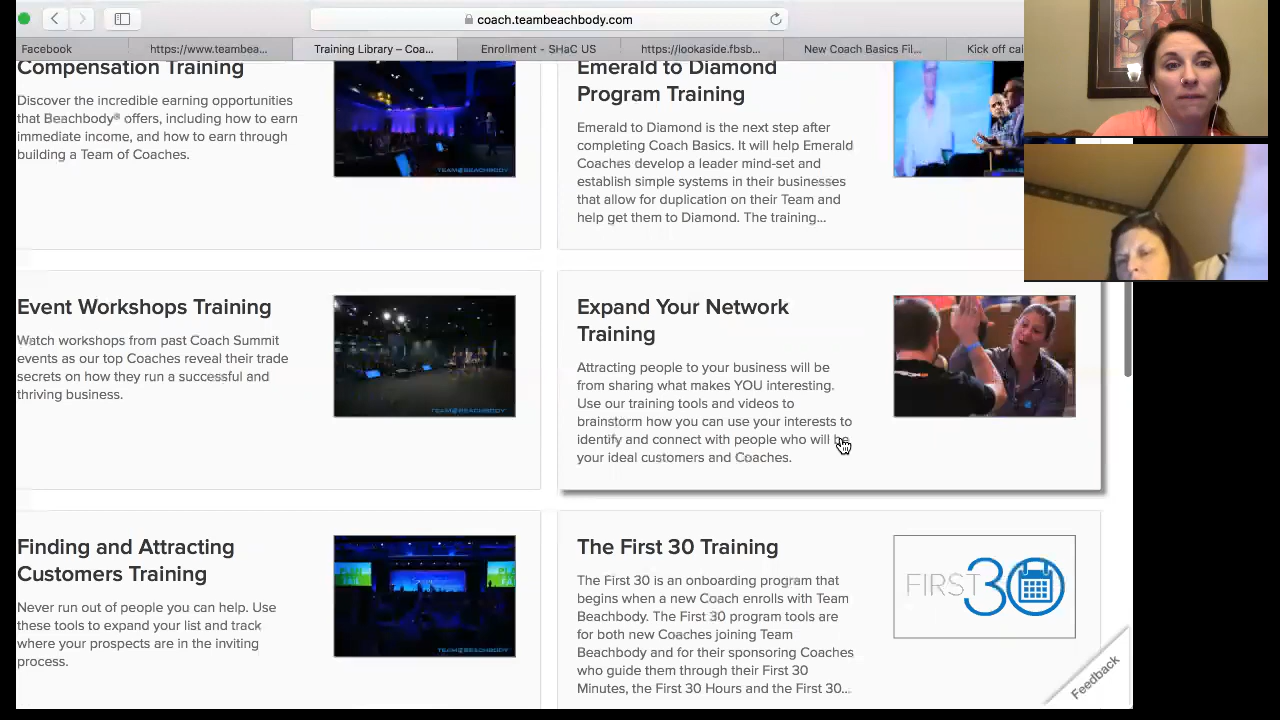 coach.teambeachbody.com
Facebook
https://www.teambea...
Training Library – Coa...
Enrollment - SHaC US
https://lookaside.fbsb...
New Coach Basics Fil...
Kick off cal
Compensation Training
Discover the incredible earning opportunities
that Beachbody® offers, including how to earn
immediate income, and how to earn through
building a Team of Coaches.
TEAM BEACHBODY
Emerald to Diamond
Program Training
Emerald to Diamond is the next step after
completing Coach Basics. It will help Emerald
Coaches develop a leader mind-set and
establish simple systems in their businesses
that allow for duplication on their Team and
help get them to Diamond. The training...
TEAM
Event Workshops Training
Watch workshops from past Coach Summit
events as our top Coaches reveal their trade
secrets on how they run a successful and
thriving business.
TEAM BEACHBODY
Expand Your Network
Training
Attracting people to your business will be
from sharing what makes YOU interesting.
Use our training tools and videos to
brainstorm how you can use your interests to
identify and connect with people who will be
your ideal customers and Coaches.
Finding and Attracting
Customers Training
Never run out of people you can help. Use
these tools to expand your list and track
where your prospects are in the inviting
process.
TEAM BEACHBODY
The First 30 Training
The First 30 is an onboarding program that
begins when a new Coach enrolls with Team
Beachbody. The First 30 program tools are
for both new Coaches joining Team
Beachbody and for their sponsoring Coaches
who guide them through their First 30
Minutes, the First 30 Hours and the First 30...
FIRST 30
Feedback